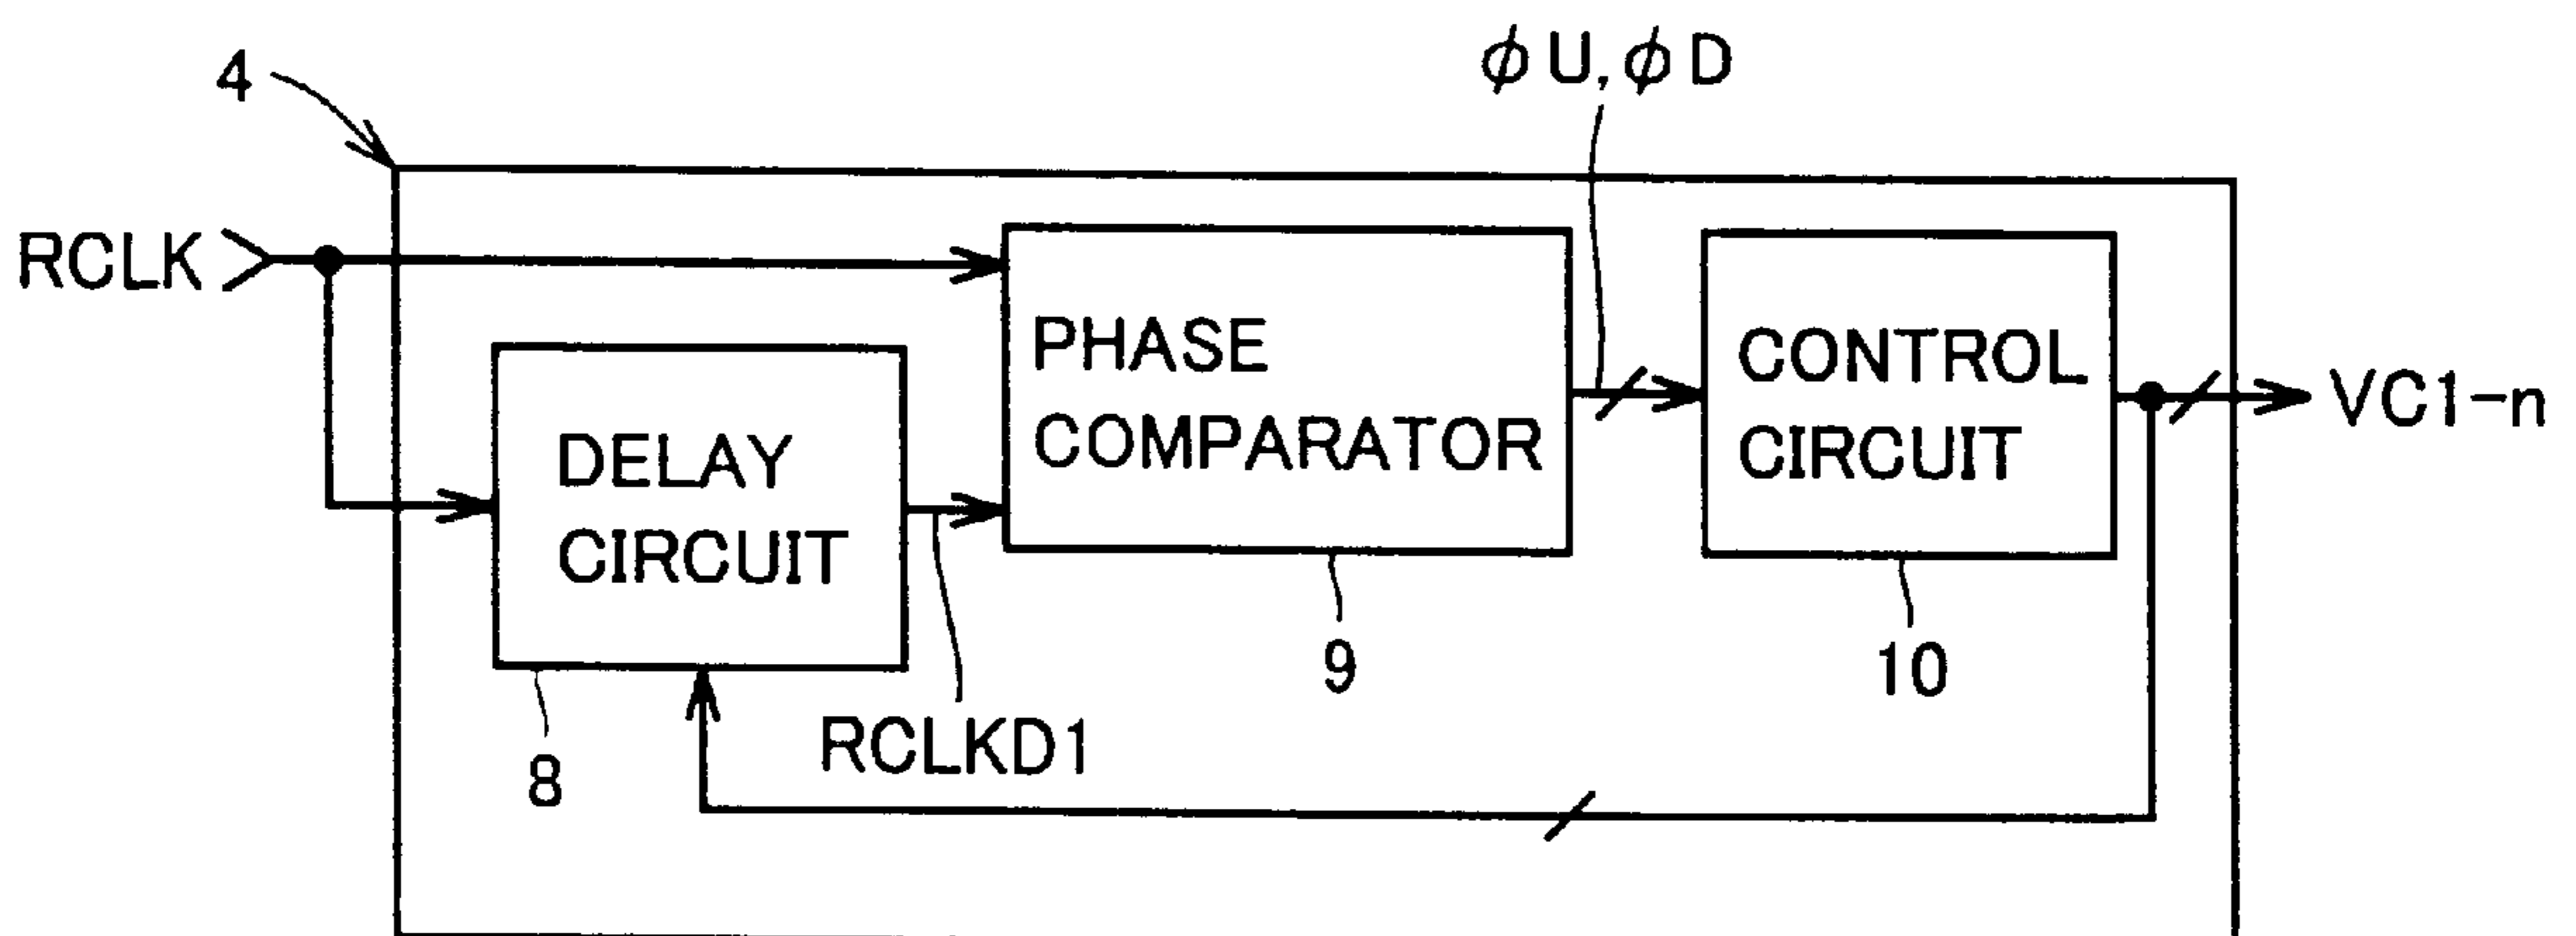 4
φU, φD
RCLK
PHASE
COMPARATOR
CONTROL
CIRCUIT
VC1-n
DELAY
CIRCUIT
9
10
8
RCLKD1